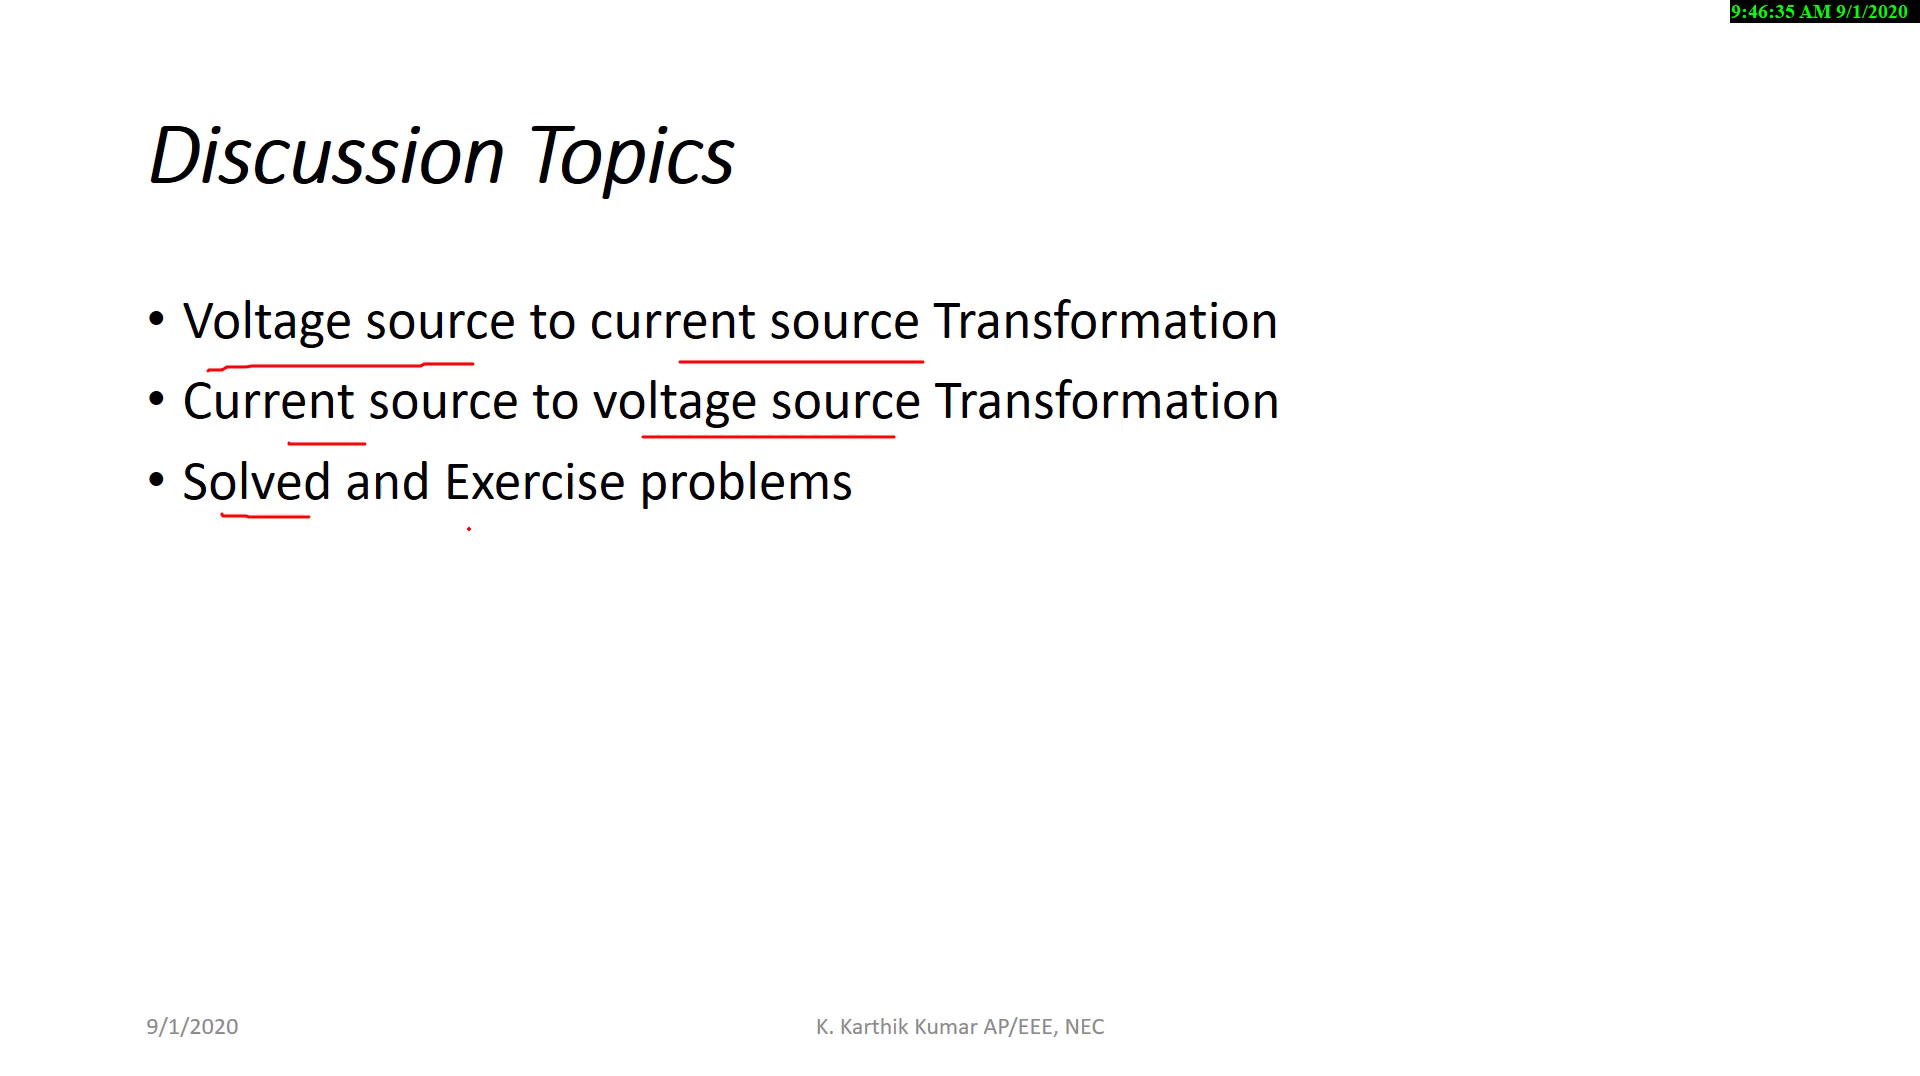 9:46:35 AM 9/1/2020
Discussion Topics
• Voltage source to current source Transformation
• Current source to voltage source Transformation
• Solved and Exercise problems
9/1/2020
K. Karthik Kumar AP/EEE, NEC